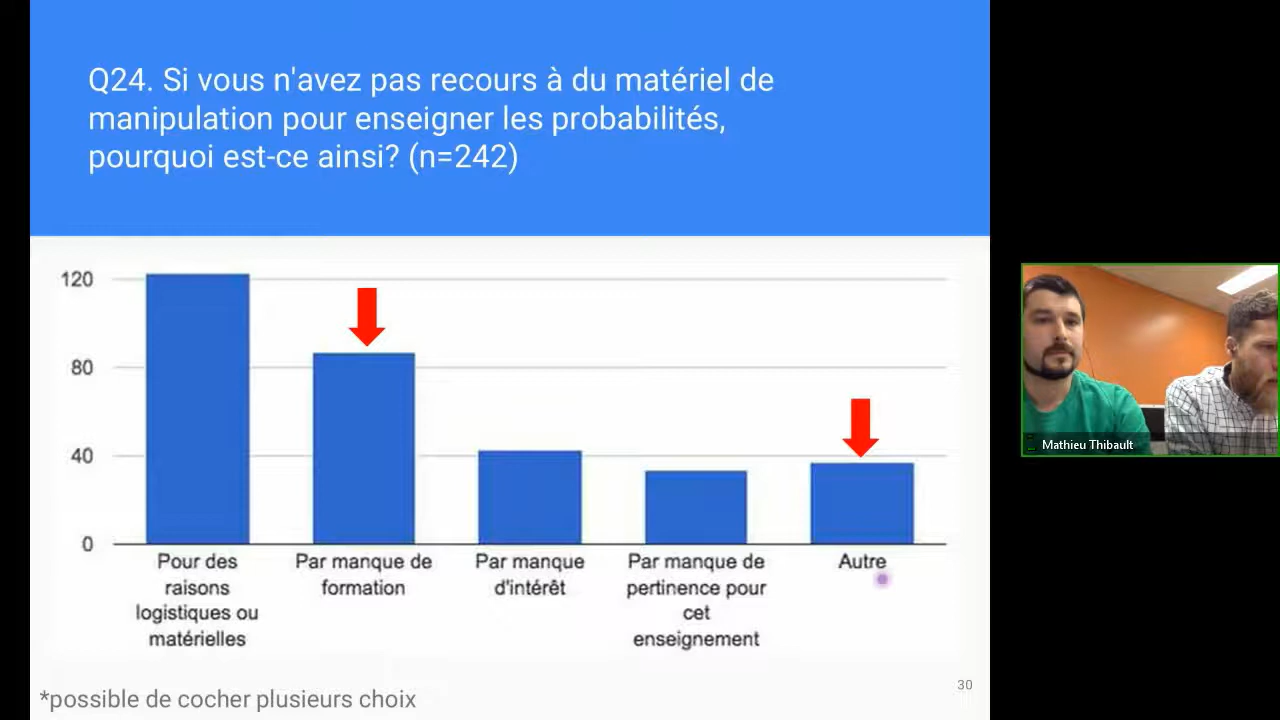 Q24. Si vous n'avez pas recours à du matériel de
manipulation pour enseigner les probabilités,
pourquoi est-ce ainsi? (n=242)
120
80
40
0
Pour des
raisons
logistiques ou
matérielles
Par manque de
formation
Par manque
d'intérêt
Par manque de
pertinence pour
cet
enseignement
Autre
*possible de cocher plusieurs choix
30
Mathieu Thibault